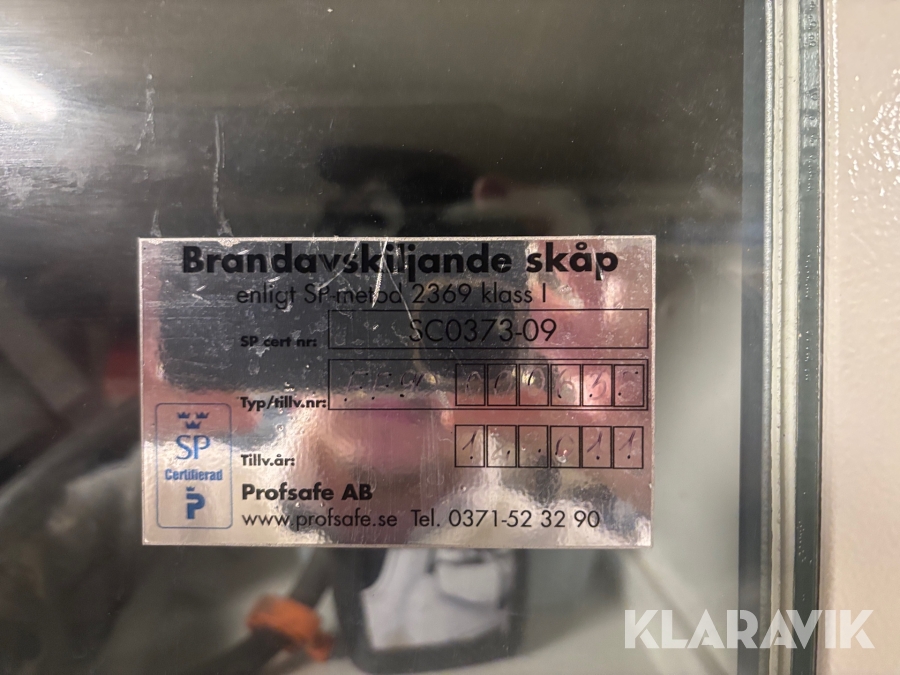 Brandavskiljande skåp
enligt SP-metod 2369 klass I
SP cert nr: SC0373-09
Typ/tillv.nr:
Tillv.år:
SP
Certifierad
P
Profsafe AB
www.profsafe.se Tel. 0371-52 32 90
KLARAVIK